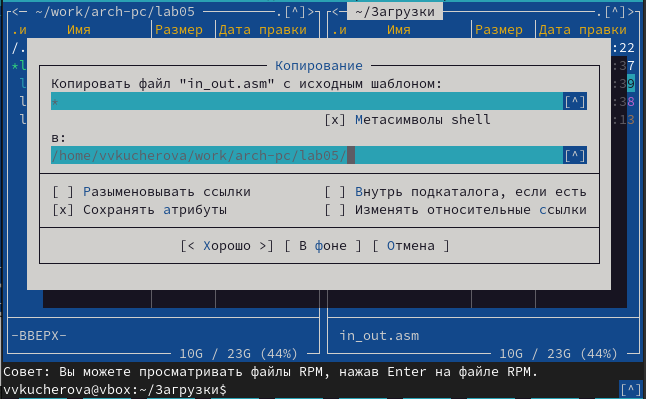 <─ ~/work/arch-pc/lab05 ─.[^]> <─ ~/Загрузки ─.[^]>
.и Имя Размер Дата правки .и Имя Размер Дата правки
/. :22
*l :37
l :39
l :38
l :13
Копирование
Копировать файл "in_out.asm" с исходным шаблоном:
* [^]
[x] Метасимволы shell
в:
/home/vvkucherova/work/arch-pc/lab05/ [^]
[ ] Разыменовывать ссылки [ ] Внутрь подкаталога, если есть
[x] Сохранять атрибуты [ ] Изменять относительные ссылки
[< Хорошо >] [ В фоне ] [ Отмена ]
-ВВЕРХ- in_out.asm
10G / 23G (44%) 10G / 23G (44%)
Совет: Вы можете просматривать файлы RPM, нажав Enter на файле RPM.
vvkucherova@vbox:~/Загрузки$ [^]